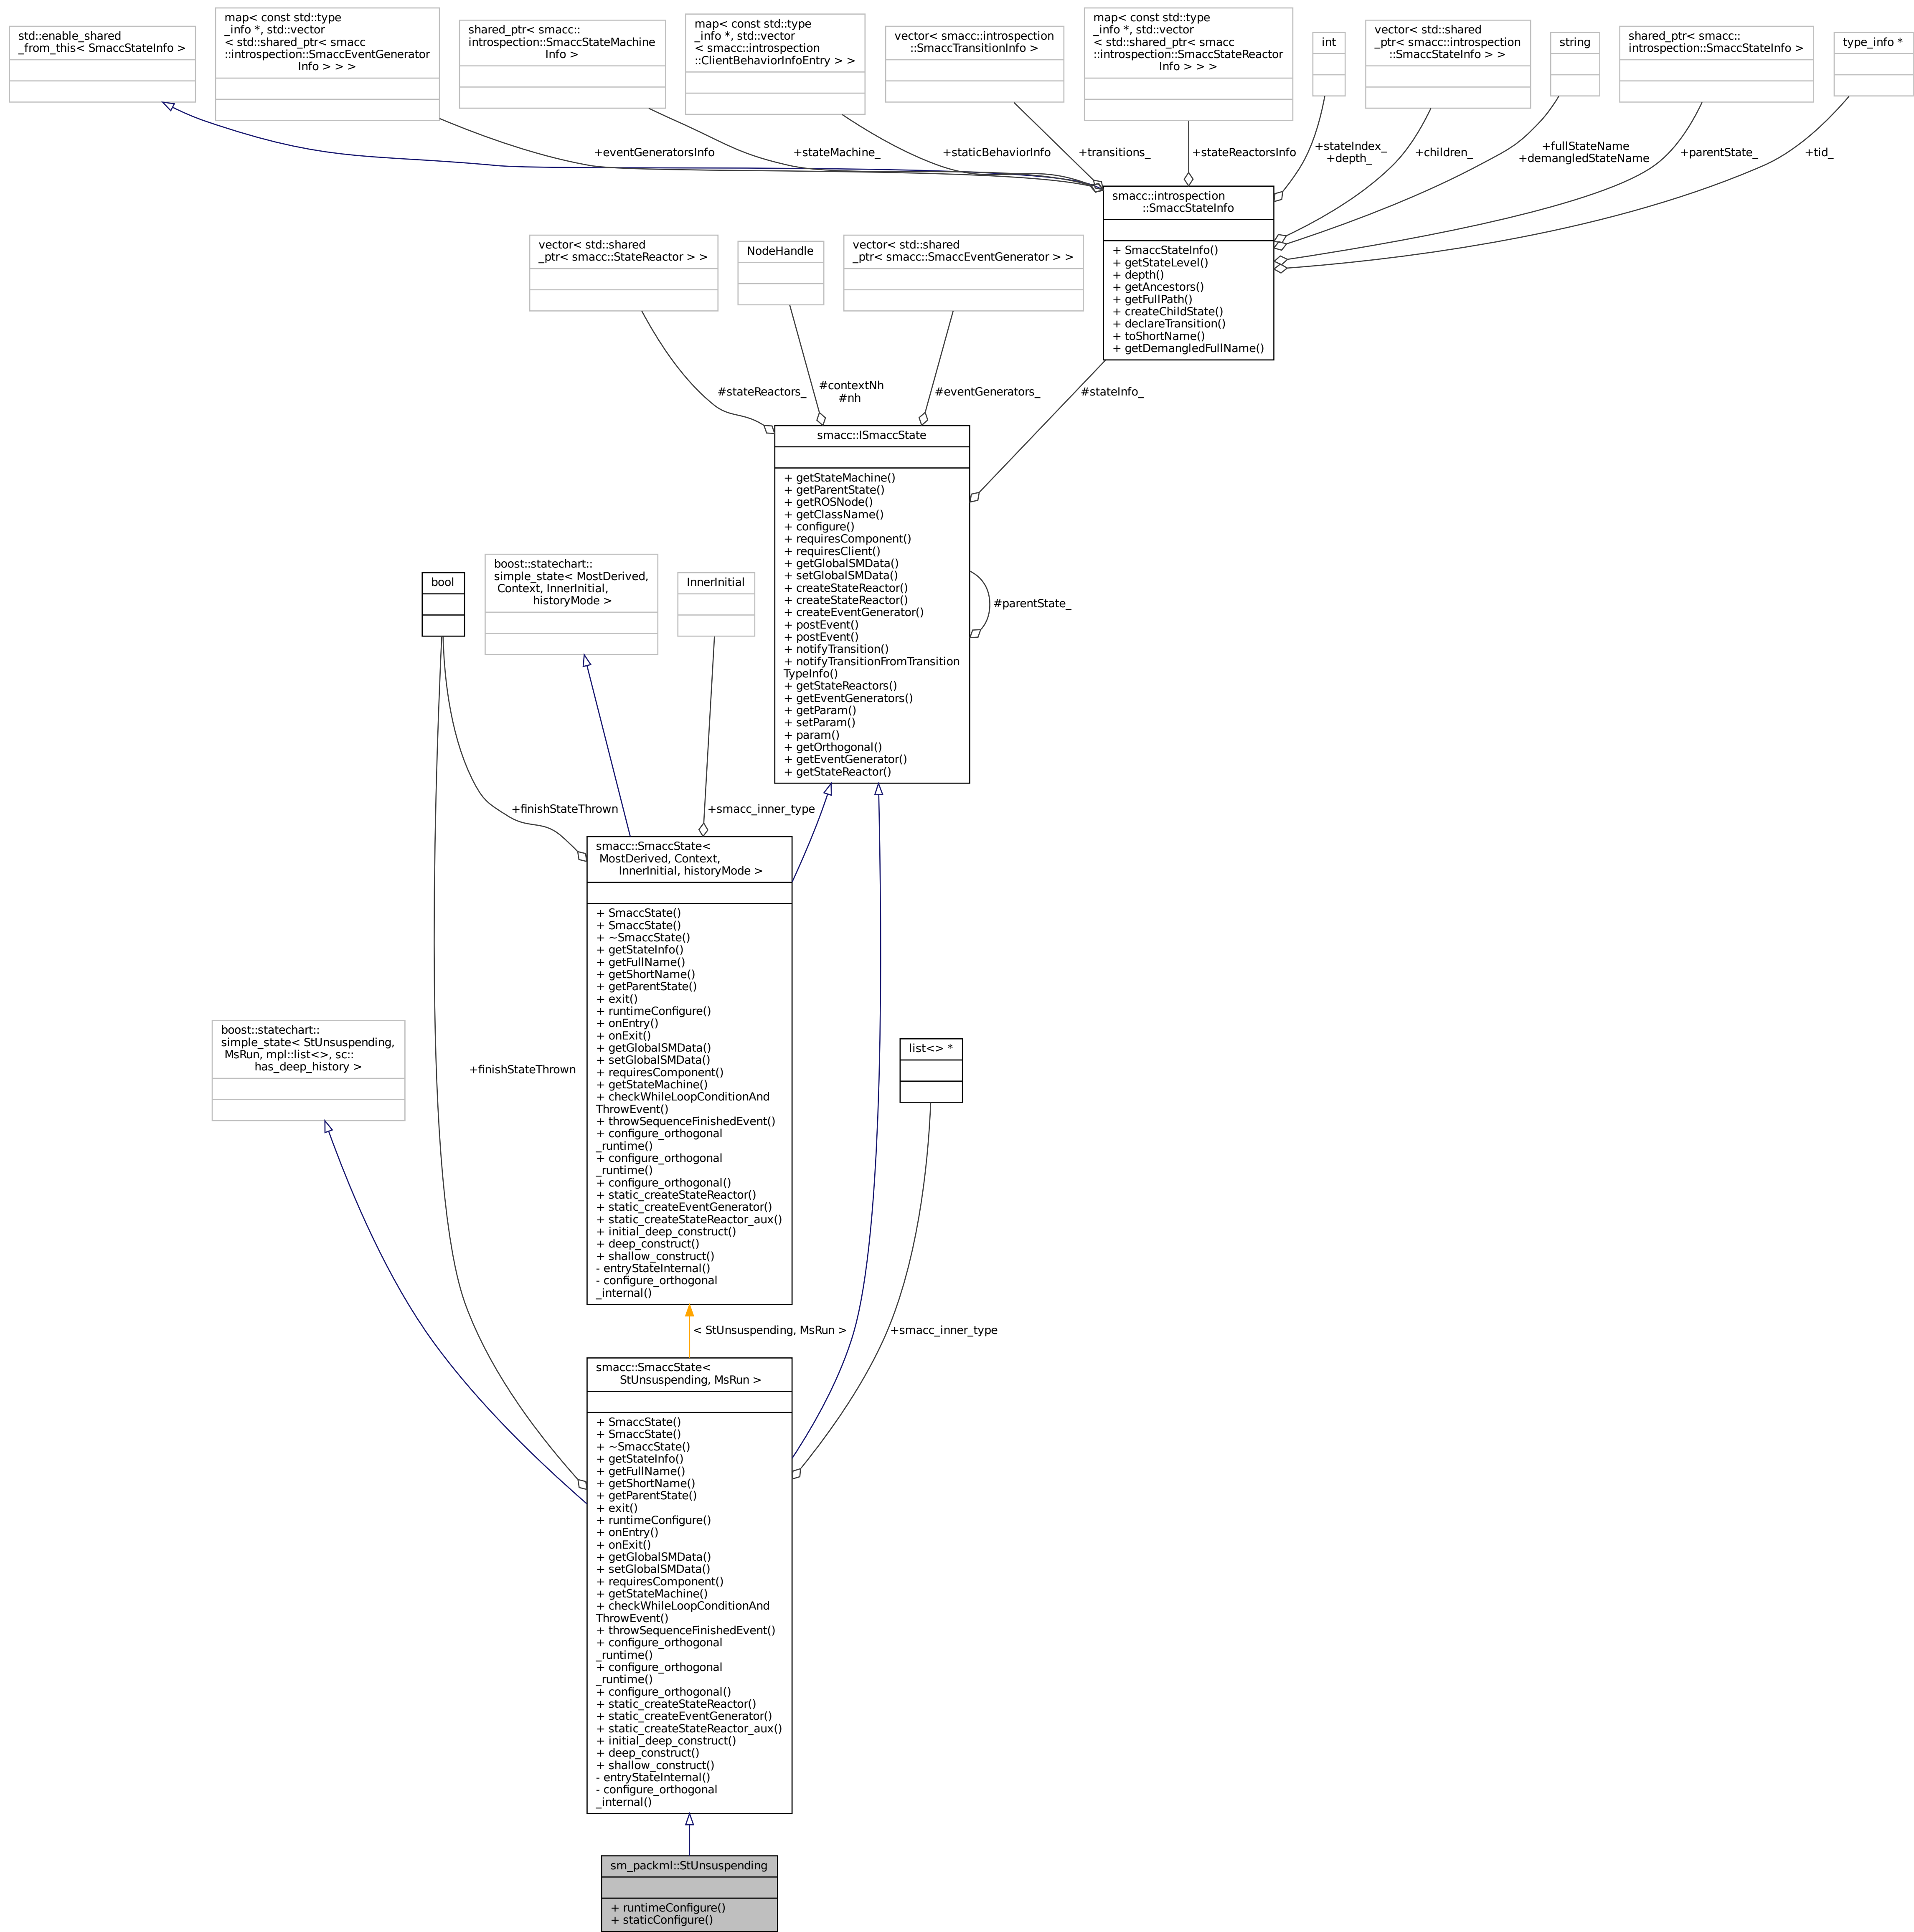 std::enable_shared
_from_this< SmaccStateInfo >
map< const std::type
_info *, std::vector
< std::shared_ptr< smacc
::introspection::SmaccEventGenerator
Info > > >
shared_ptr< smacc::
introspection::SmaccStateMachine
Info >
map< const std::type
_info *, std::vector
< smacc::introspection
::ClientBehaviorInfoEntry > >
vector< smacc::introspection
::SmaccTransitionInfo >
map< const std::type
_info *, std::vector
< std::shared_ptr< smacc
::introspection::SmaccStateReactor
Info > > >
int
vector< std::shared
_ptr< smacc::introspection
::SmaccStateInfo > >
string
shared_ptr< smacc::
introspection::SmaccStateInfo >
type_info *
+eventGeneratorsInfo
+stateMachine_
+staticBehaviorInfo
+transitions_
+stateReactorsInfo
+stateIndex_
+depth_
+children_
+fullStateName
+demangledStateName
+parentState_
+tid_
smacc::introspection
::SmaccStateInfo
+ SmaccStateInfo()
+ getStateLevel()
+ depth()
+ getAncestors()
+ getFullPath()
+ createChildState()
+ declareTransition()
+ toShortName()
+ getDemangledFullName()
vector< std::shared
_ptr< smacc::StateReactor > >
NodeHandle
vector< std::shared
_ptr< smacc::SmaccEventGenerator > >
#stateReactors_
#contextNh
#nh
#eventGenerators_
#stateInfo_
smacc::ISmaccState
+ getStateMachine()
+ getParentState()
+ getROSNode()
+ getClassName()
+ configure()
+ requiresComponent()
+ requiresClient()
+ getGlobalSMData()
+ setGlobalSMData()
+ createStateReactor()
+ createStateReactor()
+ createEventGenerator()
+ postEvent()
+ postEvent()
+ notifyTransition()
+ notifyTransitionFromTransition
TypeInfo()
+ getStateReactors()
+ getEventGenerators()
+ getParam()
+ setParam()
+ param()
+ getOrthogonal()
+ getEventGenerator()
+ getStateReactor()
#parentState_
bool
boost::statechart::
simple_state< MostDerived,
Context, InnerInitial,
historyMode >
InnerInitial
+finishStateThrown
+smacc_inner_type
smacc::SmaccState<
MostDerived, Context,
InnerInitial, historyMode >
+ SmaccState()
+ SmaccState()
+ ~SmaccState()
+ getStateInfo()
+ getFullName()
+ getShortName()
+ getParentState()
+ exit()
+ runtimeConfigure()
+ onEntry()
+ onExit()
+ getGlobalSMData()
+ setGlobalSMData()
+ requiresComponent()
+ getStateMachine()
+ checkWhileLoopConditionAnd
ThrowEvent()
+ throwSequenceFinishedEvent()
+ configure_orthogonal
_runtime()
+ configure_orthogonal
_runtime()
+ configure_orthogonal()
+ static_createStateReactor()
+ static_createEventGenerator()
+ static_createStateReactor_aux()
+ initial_deep_construct()
+ deep_construct()
+ shallow_construct()
- entryStateInternal()
- configure_orthogonal
_internal()
boost::statechart::
simple_state< StUnsuspending,
MsRun, mpl::list<>, sc::
has_deep_history >
+finishStateThrown
list<> *
< StUnsuspending, MsRun >
+smacc_inner_type
smacc::SmaccState<
StUnsuspending, MsRun >
+ SmaccState()
+ SmaccState()
+ ~SmaccState()
+ getStateInfo()
+ getFullName()
+ getShortName()
+ getParentState()
+ exit()
+ runtimeConfigure()
+ onEntry()
+ onExit()
+ getGlobalSMData()
+ setGlobalSMData()
+ requiresComponent()
+ getStateMachine()
+ checkWhileLoopConditionAnd
ThrowEvent()
+ throwSequenceFinishedEvent()
+ configure_orthogonal
_runtime()
+ configure_orthogonal
_runtime()
+ configure_orthogonal()
+ static_createStateReactor()
+ static_createEventGenerator()
+ static_createStateReactor_aux()
+ initial_deep_construct()
+ deep_construct()
+ shallow_construct()
- entryStateInternal()
- configure_orthogonal
_internal()
sm_packml::StUnsuspending
+ runtimeConfigure()
+ staticConfigure()